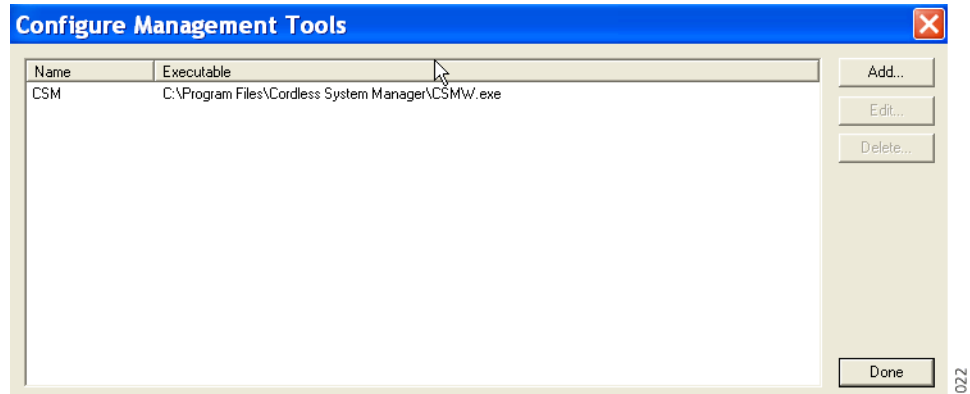 Configure Management Tools
Name Executable
CSM C:\Program Files\Cordless System Manager\CSMW.exe
Add...
Edit...
Delete...
Done
022